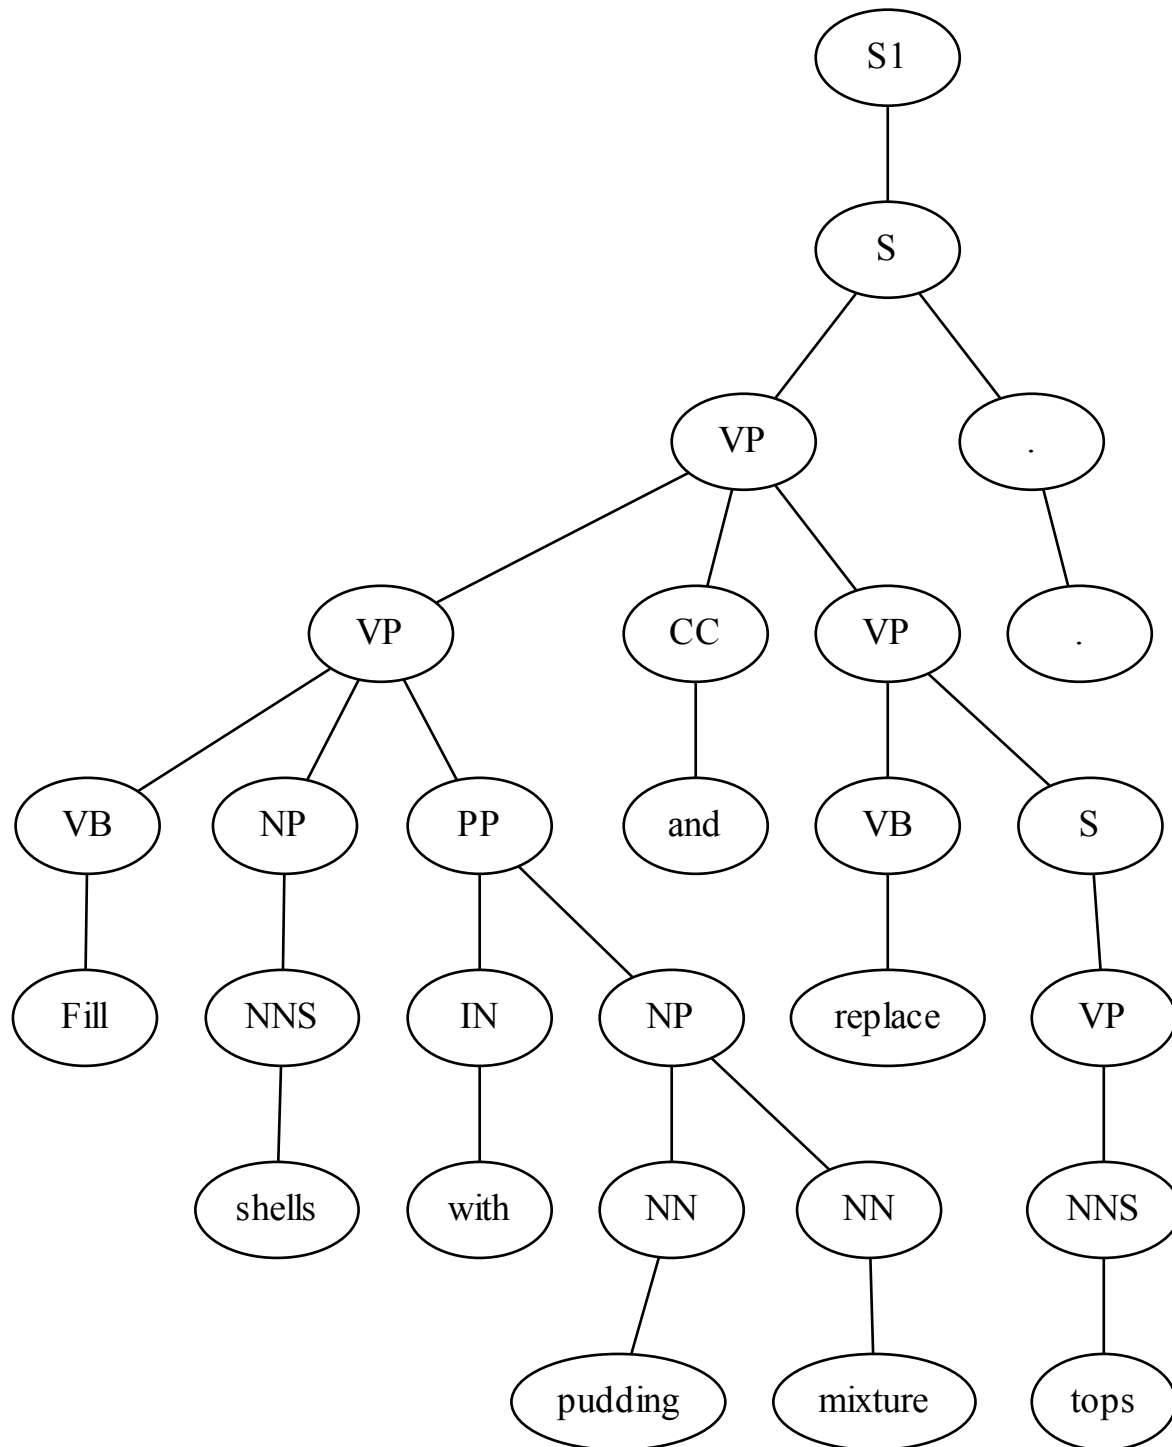 S1
S
VP .
VP CC VP .
VB NP PP and VB S
Fill NNS IN NP replace VP
shells with NN NN NNS
pudding mixture tops